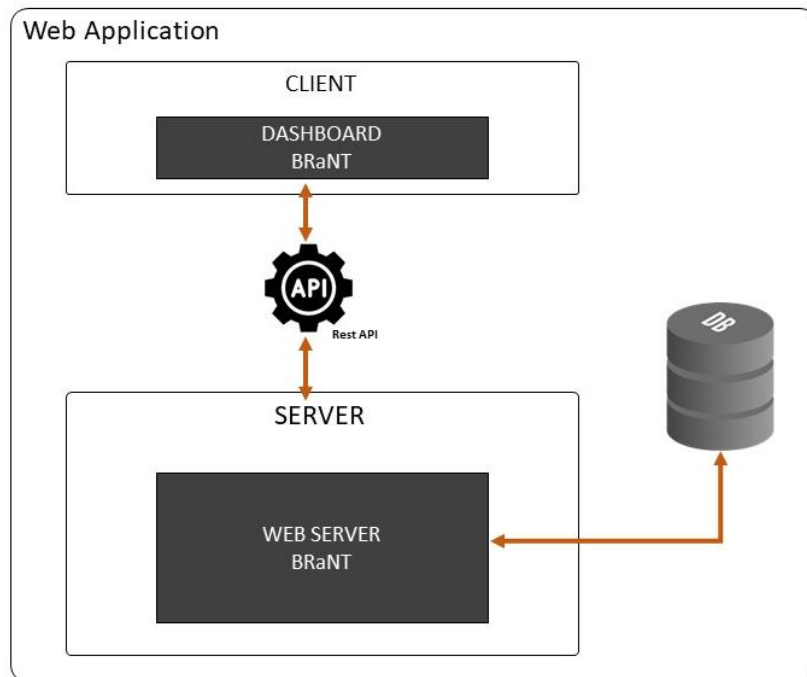 Web Application
CLIENT
DASHBOARD
BRaNT
API
Rest API
DB
SERVER
WEB SERVER
BRaNT